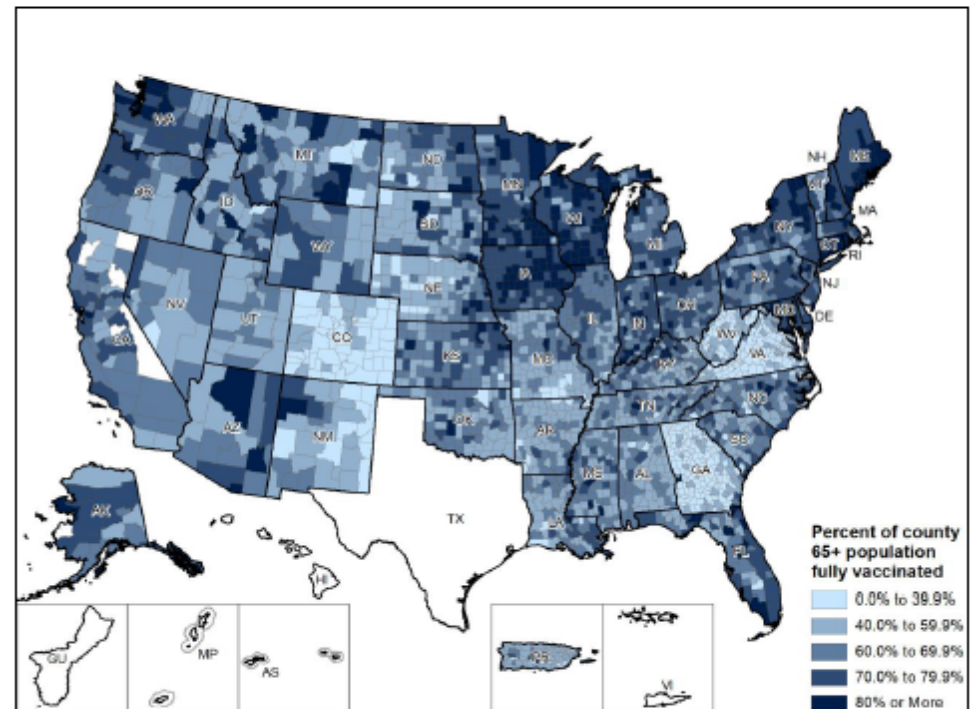 WA
MT
ND
MN
OR
ID
SD
WI
MI
NH
VT
ME
MA
NY
CT
RI
WY
IA
NE
PA
NJ
NV
UT
CO
IL
IN
OH
MD
DE
CA
KS
MO
KY
WV
VA
AZ
NM
OK
AR
TN
NC
SC
MS
AL
GA
LA
TX
FL
AK
HI
GU
MP
AS
PR
VI
Percent of county
65+ population
fully vaccinated
0.0% to 39.9%
40.0% to 59.9%
60.0% to 69.9%
70.0% to 79.9%
80% or More